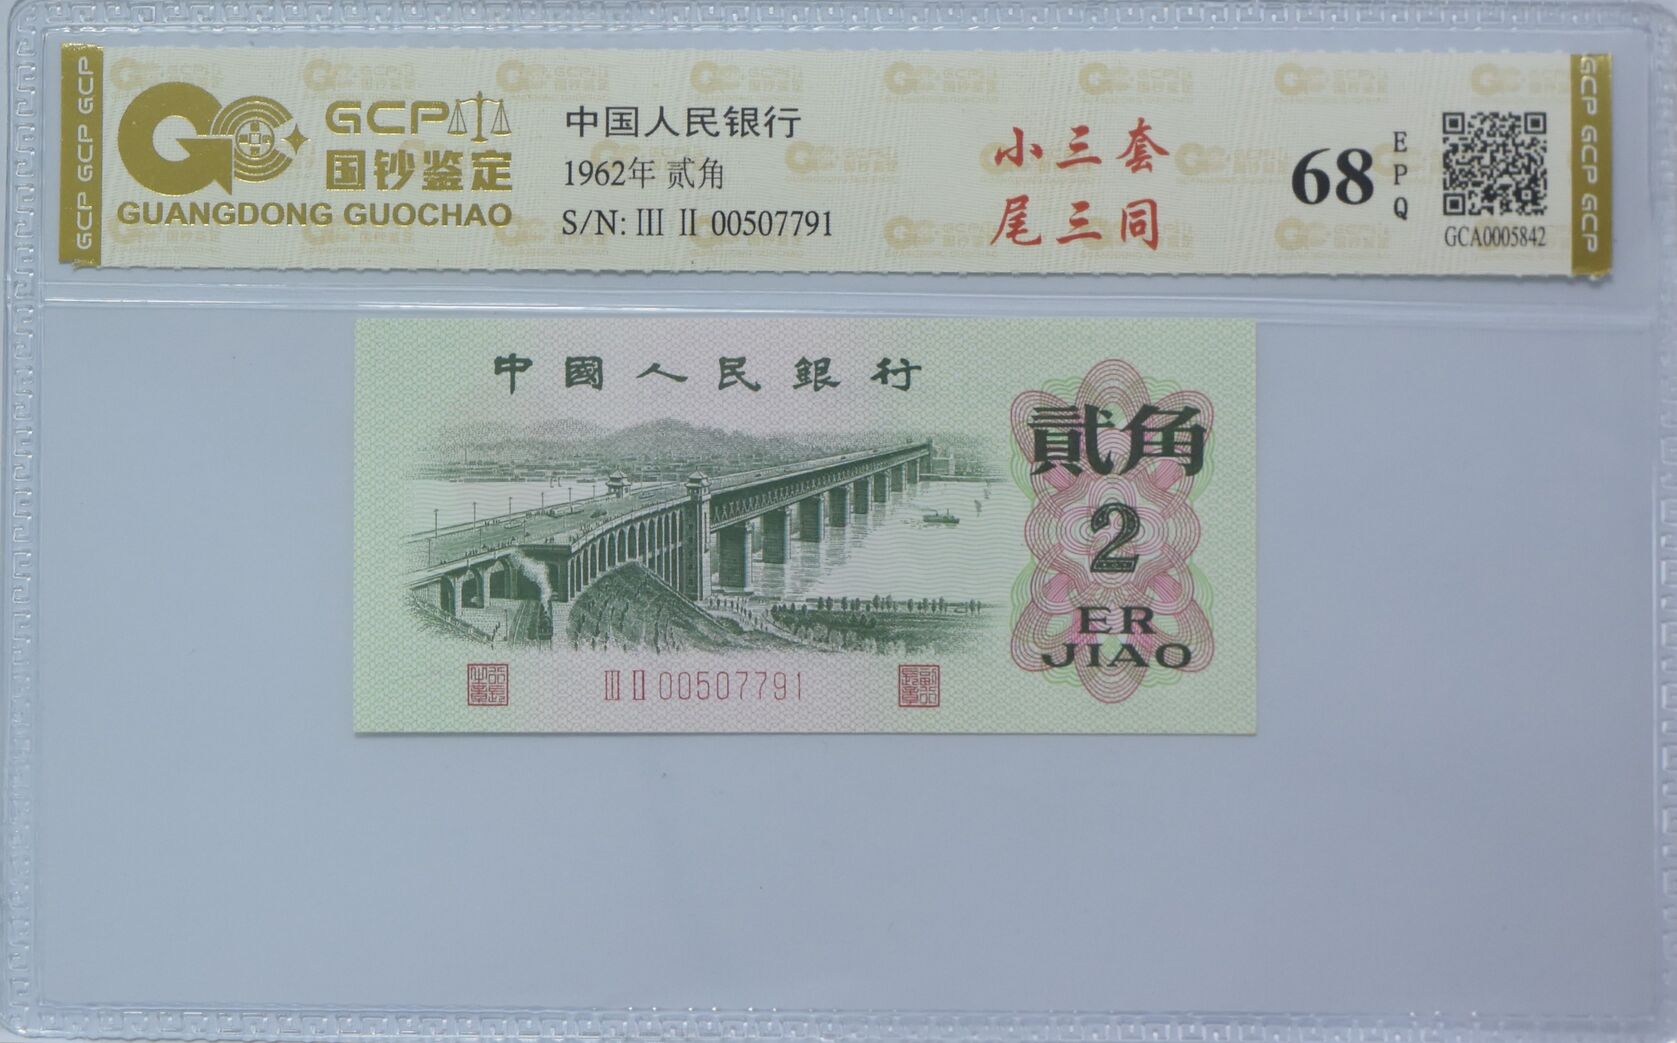 GCP GCP GCP
GCP
国钞鉴定
GUANGDONG GUOCHAO
中国人民银行
1962年 贰角
S/N: III II 00507791
小三套
尾三同
68
EPQ
GCA0005842
GCP GCP GCP
中國人民銀行
貳角
2
ER
JIAO
III II 00507791